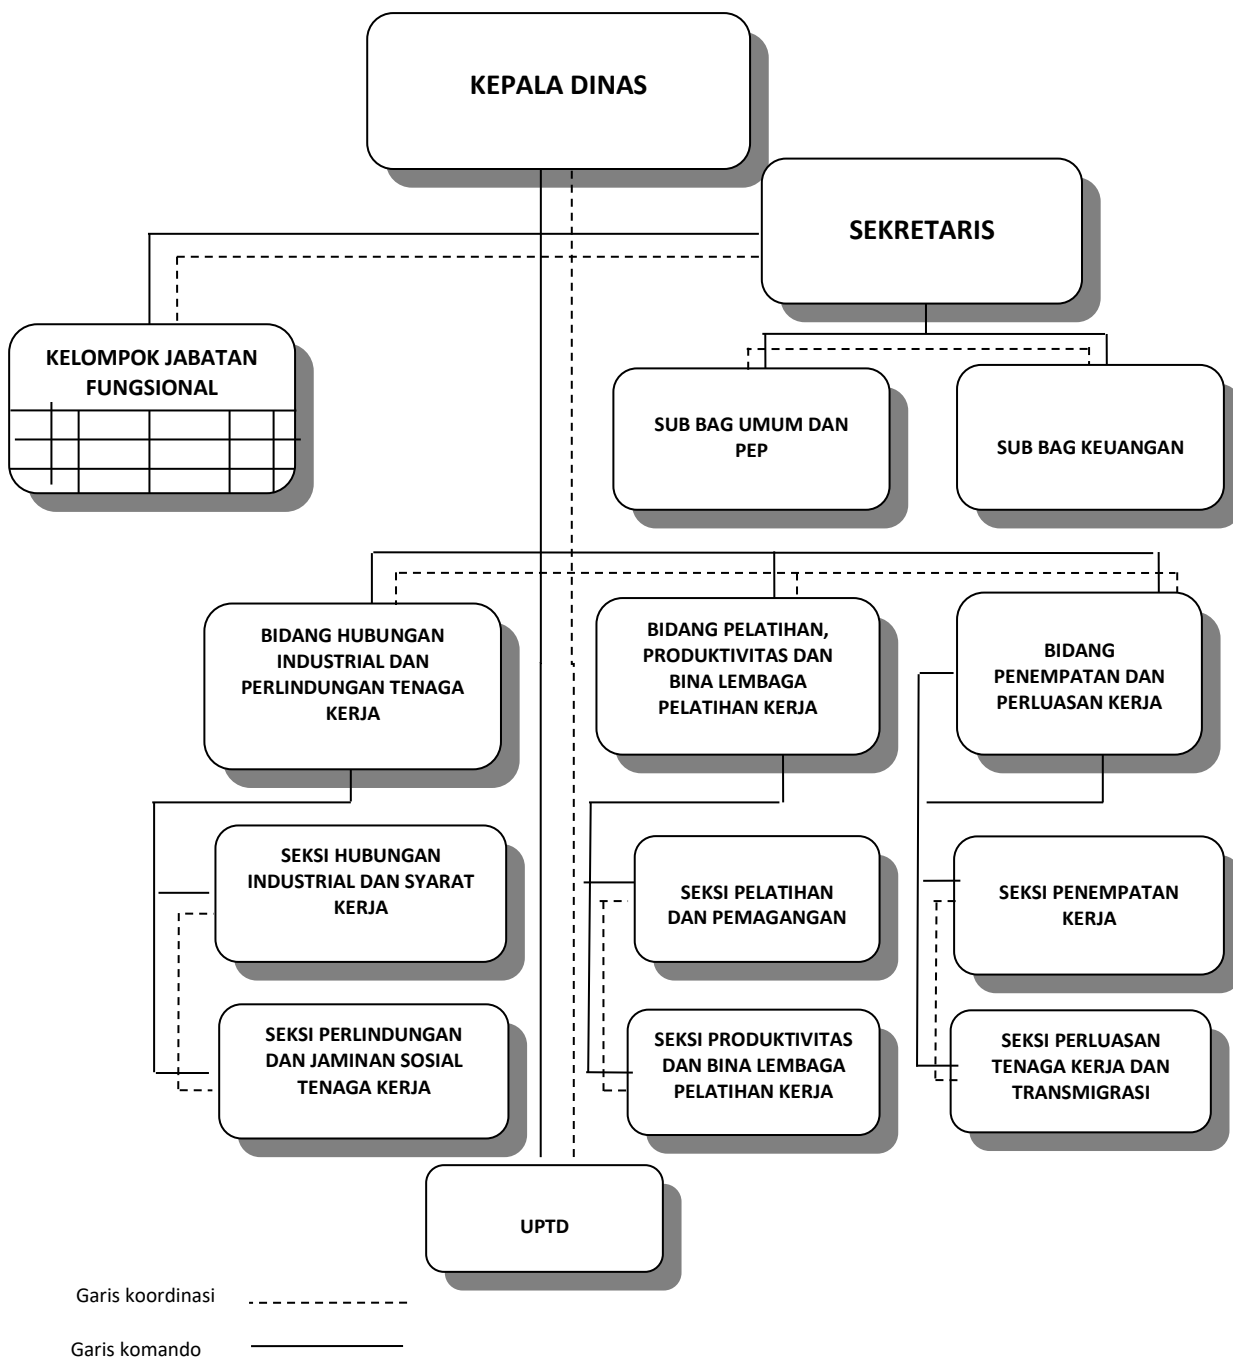 KEPALA DINAS
SEKRETARIS
KELOMPOK JABATAN
FUNGSIONAL
SUB BAG UMUM DAN
PEP
SUB BAG KEUANGAN
BIDANG HUBUNGAN
INDUSTRIAL DAN
PERLINDUNGAN TENAGA
KERJA
BIDANG PELATIHAN,
PRODUKTIVITAS DAN
BINA LEMBAGA
PELATIHAN KERJA
BIDANG
PENEMPATAN DAN
PERLUASAN KERJA
SEKSI HUBUNGAN
INDUSTRIAL DAN SYARAT
KERJA
SEKSI PELATIHAN
DAN PEMAGANGAN
SEKSI PENEMPATAN
KERJA
SEKSI PERLINDUNGAN
DAN JAMINAN SOSIAL
TENAGA KERJA
SEKSI PRODUKTIVITAS
DAN BINA LEMBAGA
PELATIHAN KERJA
SEKSI PERLUASAN
TENAGA KERJA DAN
TRANSMIGRASI
UPTD
Garis koordinasi
Garis komando